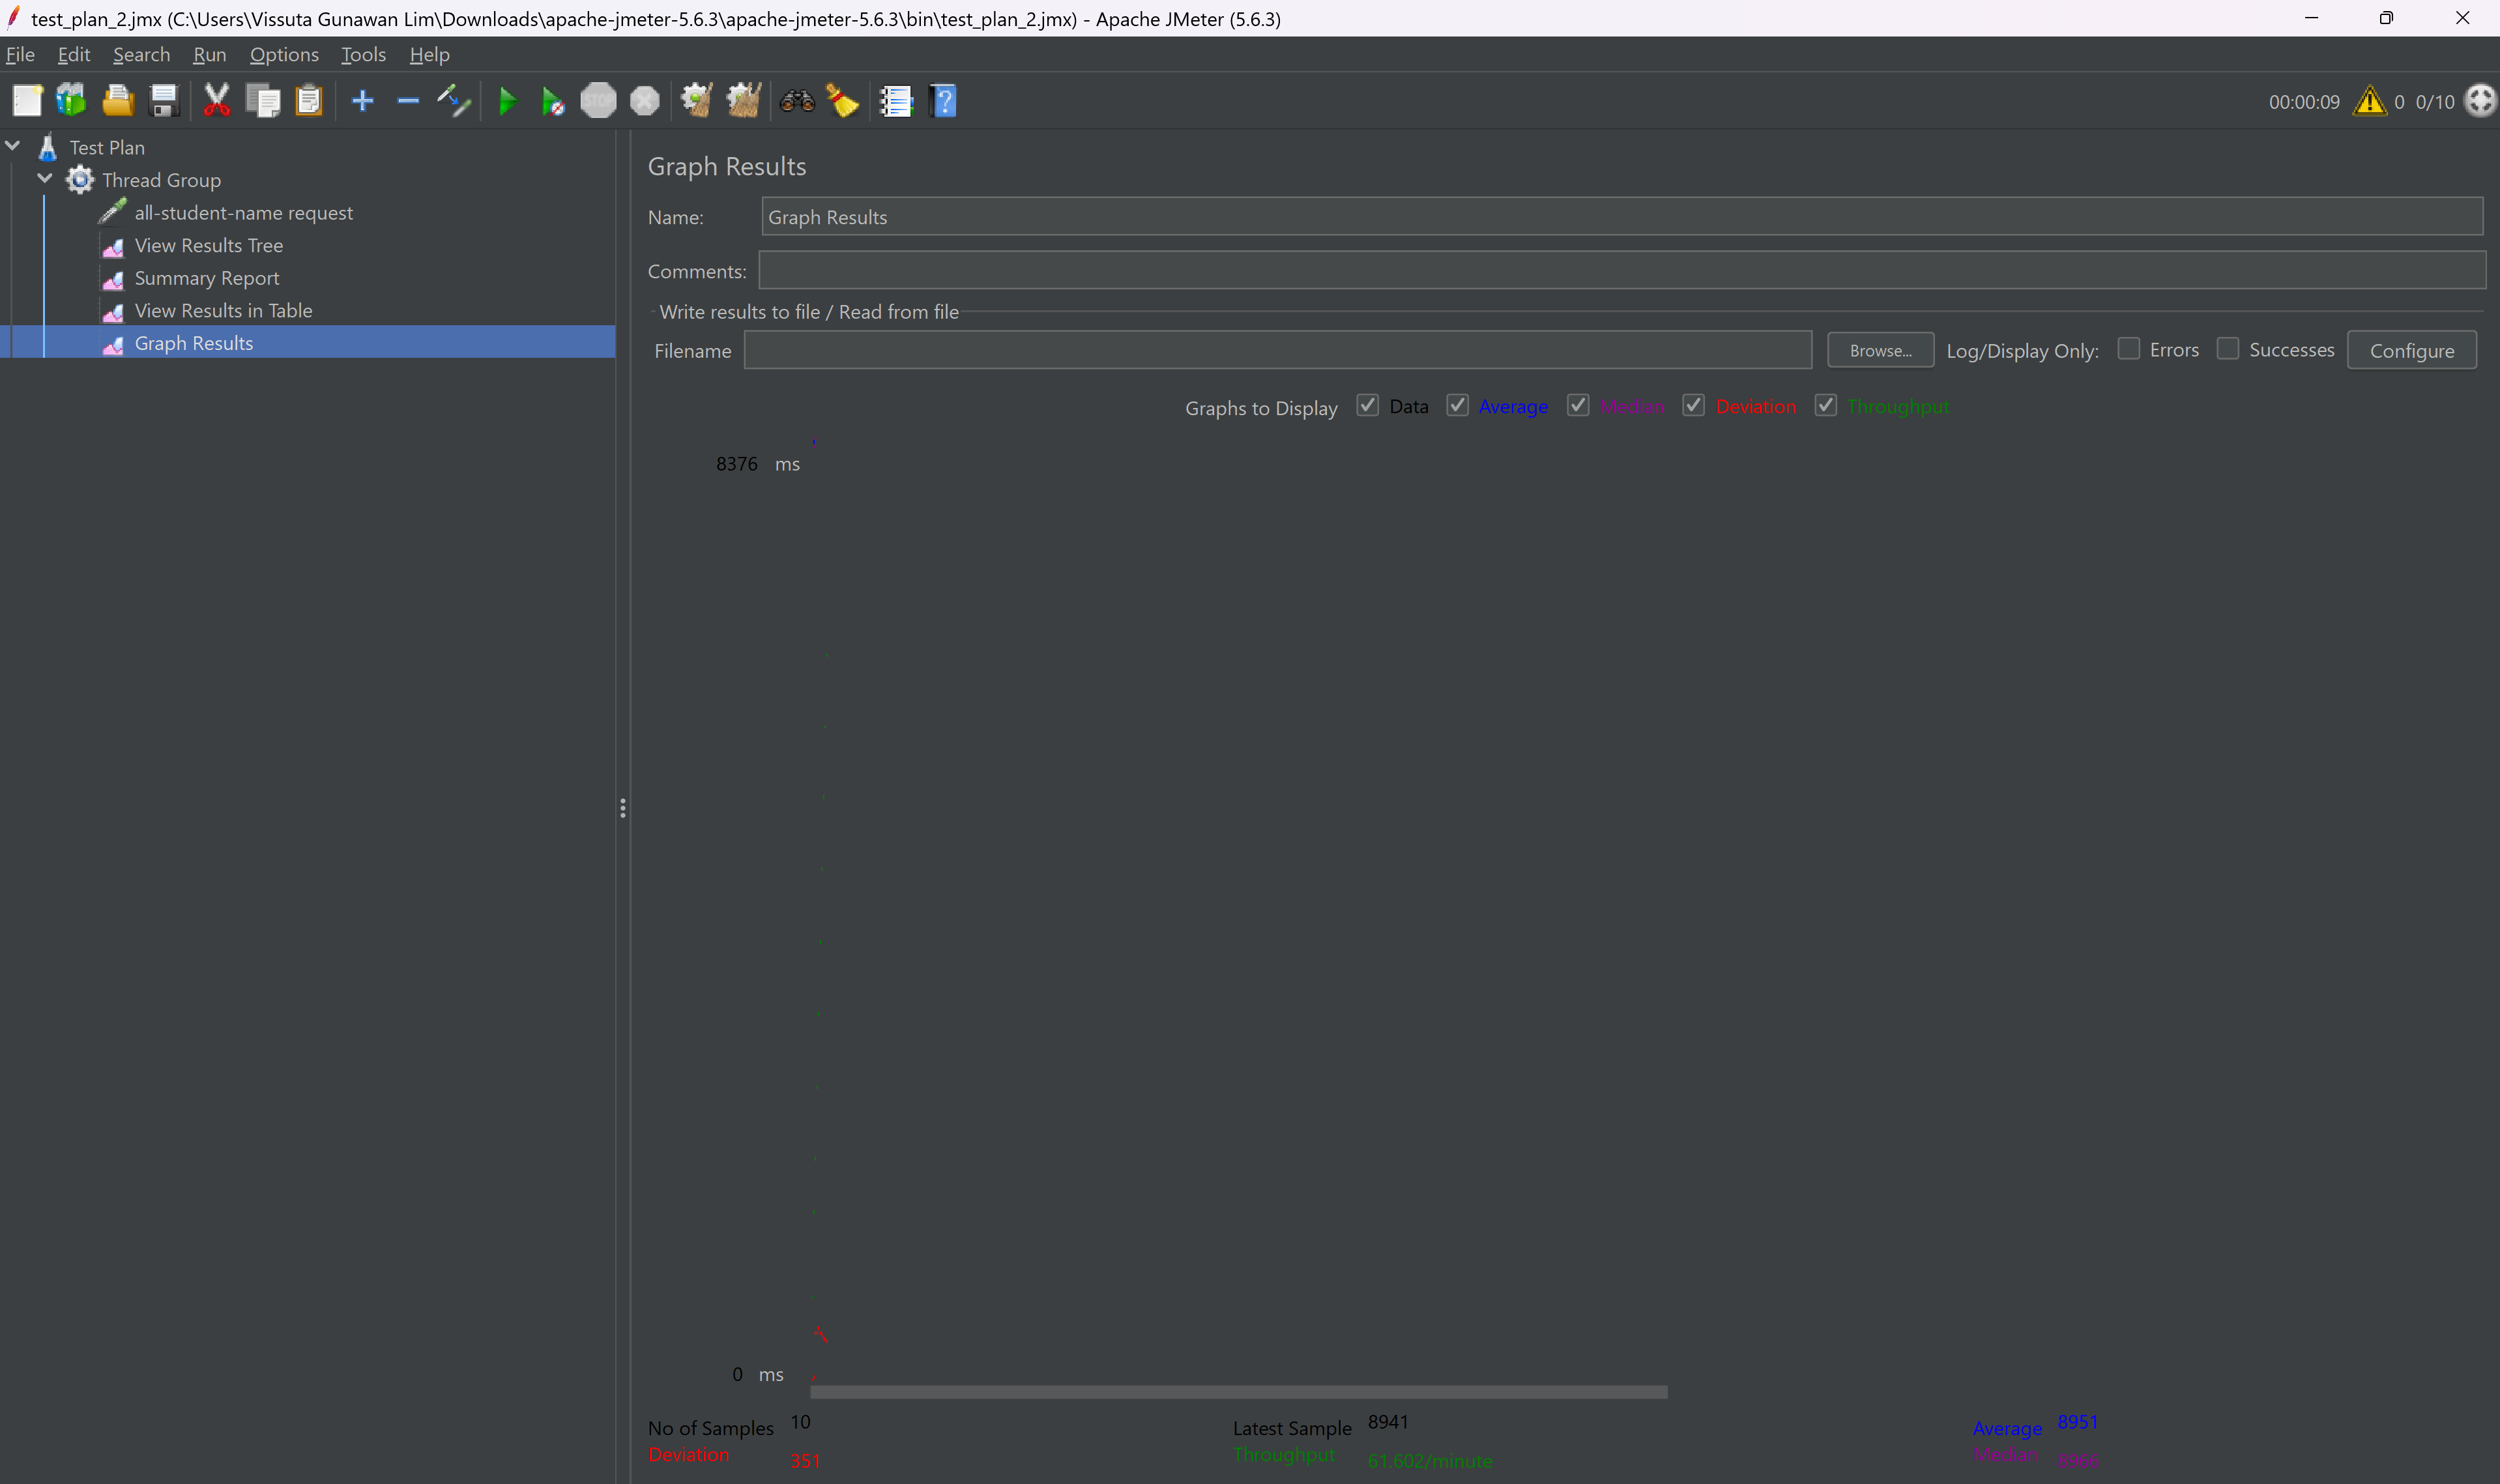 test_plan_2.jmx (C:\Users\Vissuta Gunawan Lim\Downloads\apache-jmeter-5.6.3\apache-jmeter-5.6.3\bin\test_plan_2.jmx) - Apache JMeter (5.6.3)
File Edit Search Run Options Tools Help
STOP
00:00:09 0 0/10
Test Plan
Thread Group
all-student-name request
View Results Tree
Summary Report
View Results in Table
Graph Results
Graph Results
Name: Graph Results
Comments:
Write results to file / Read from file
Filename Browse... Log/Display Only: Errors Successes Configure
Graphs to Display Data Average Median Deviation Throughput
8376 ms
0 ms
No of Samples 10 Latest Sample 8941 Average 8951
Deviation 351 Throughput 61.602/minute Median 8966